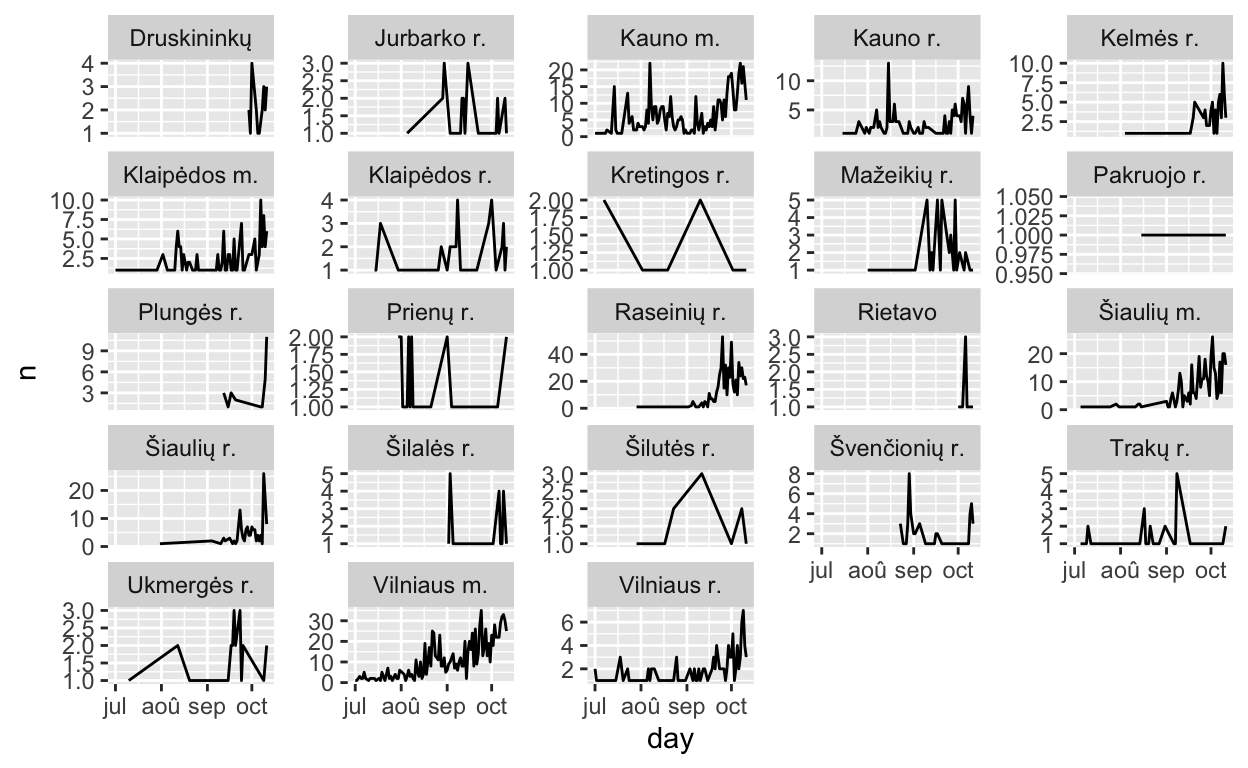 Druskininkų Jurbarko r. Kauno m. Kauno r. Kelmės r.
4 3 2 1
3.0 2.5 2.0 1.5 1.0
20 15 10 5 0
10 5
10.0 7.5 5.0 2.5
Klaipėdos m. Klaipėdos r. Kretingos r. Mažeikių r. Pakruojo r.
10.0 7.5 5.0 2.5
4 3 2 1
2.00 1.75 1.50 1.25 1.00
5 4 3 2 1
1.050 1.025 1.000 0.975 0.950
Plungės r. Prienų r. Raseinių r. Rietavo Šiaulių m.
9 6 3
2.00 1.75 1.50 1.25 1.00
40 20 0
3.0 2.5 2.0 1.5 1.0
20 10 0
n
Šiaulių r. Šilalės r. Šilutės r. Švenčionių r. Trakų r.
20 10 0
5 4 3 2 1
3.0 2.5 2.0 1.5 1.0
8 6 4 2
5 4 3 2 1
jul aoû sep oct jul aoû sep oct
Ukmergės r. Vilniaus m. Vilniaus r.
3.0 2.5 2.0 1.5 1.0
30 20 10 0
6 4 2
jul aoû sep oct jul aoû sep oct jul aoû sep oct
day